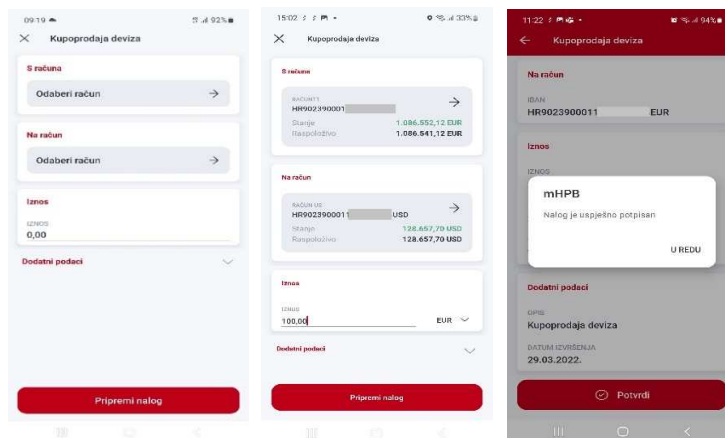 09:19
92%
Kupoprodaja deviza
S računa
Odaberi račun
Na račun
Odaberi račun
Iznos
IZNOS
0,00
Dodatni podaci
Pripremi nalog
15:02
33%
Kupoprodaja deviza
S računa
HR902390001
Stanje 1.086.552,12 EUR
Raspoloživo 1.086.541,12 EUR
Na račun
HR9023900011 USD
Stanje 128.657,70 USD
Raspoloživo 128.657,70 USD
Iznos
IZNOS
100,00 EUR
Dodatni podaci
Pripremi nalog
11:22
94%
Kupoprodaja deviza
Na račun
IBAN
HR9023900011 EUR
Iznos
IZNOS
mHPB
Nalog je uspješno potpisan
U REDU
Dodatni podaci
OPIS
Kupoprodaja deviza
DATUM IZVRŠENJA
29.03.2022.
Potvrdi